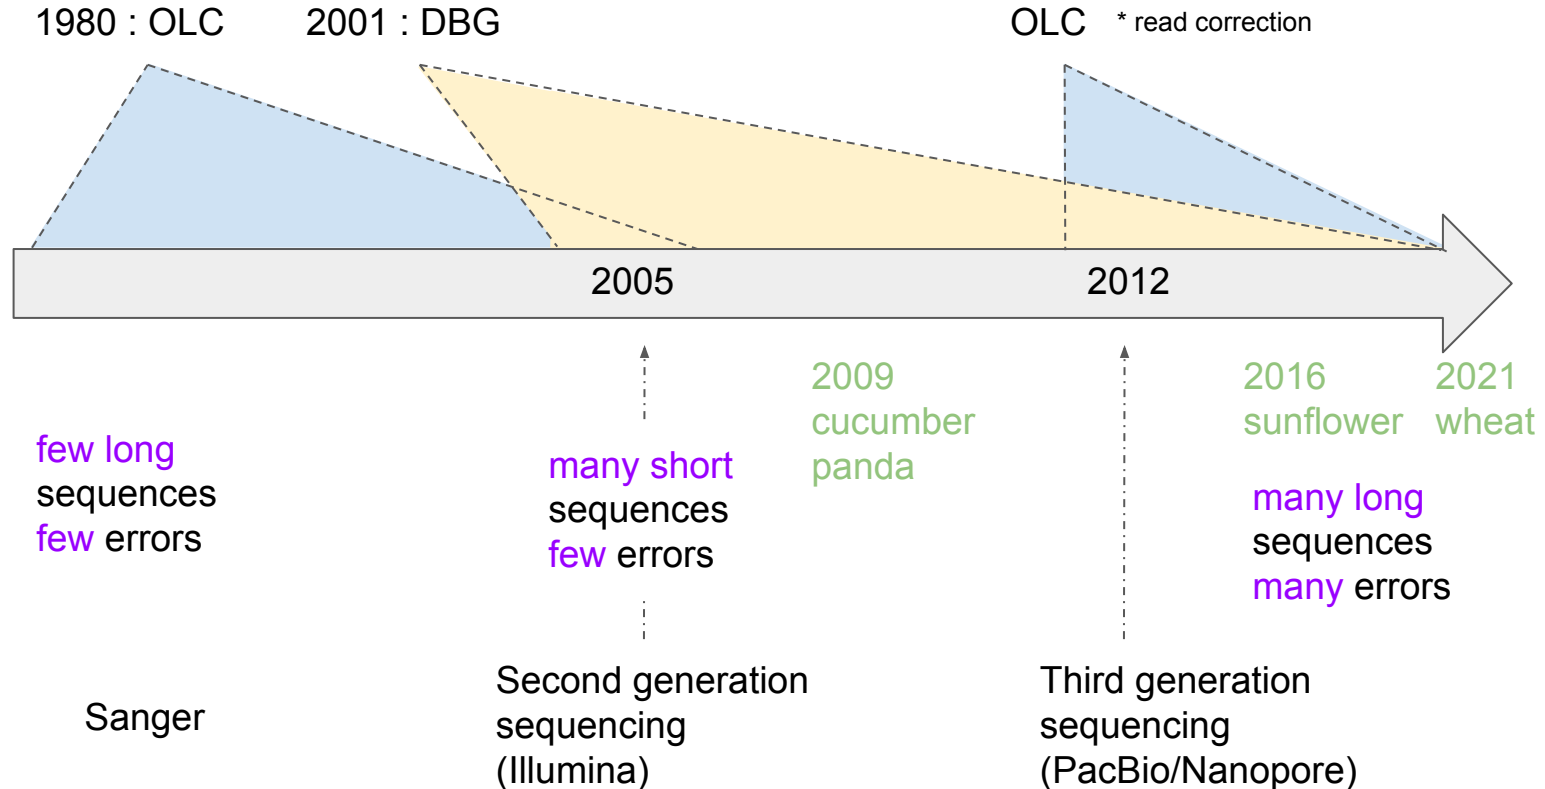 1980 : OLC
2001 : DBG
OLC
* read correction
2005
2012
2009
cucumber
panda
2016
sunflower
2021
wheat
few long
sequences
few errors
many short
sequences
few errors
many long
sequences
many errors
Sanger
Second generation
sequencing
(Illumina)
Third generation
sequencing
(PacBio/Nanopore)